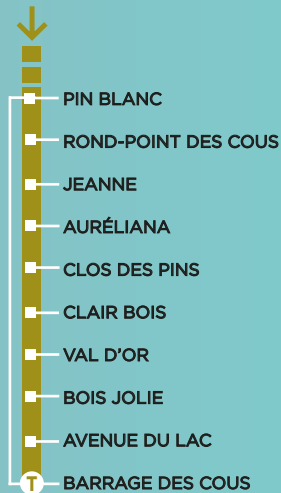 PIN BLANC
ROND-POINT DES COUS
JEANNE
AURÉLIANA
CLOS DES PINS
CLAIR BOIS
VAL D'OR
BOIS JOLIE
AVENUE DU LAC
T BARRAGE DES COUS